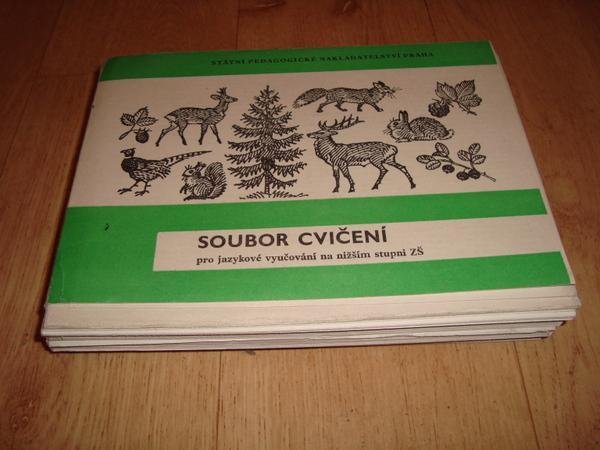 STÁTNÍ PEDAGOGICKÉ NAKLADATELSTVÍ PRAHA
SOUBOR CVIČENÍ
pro jazykové vyučování na nižším stupni ZŠ